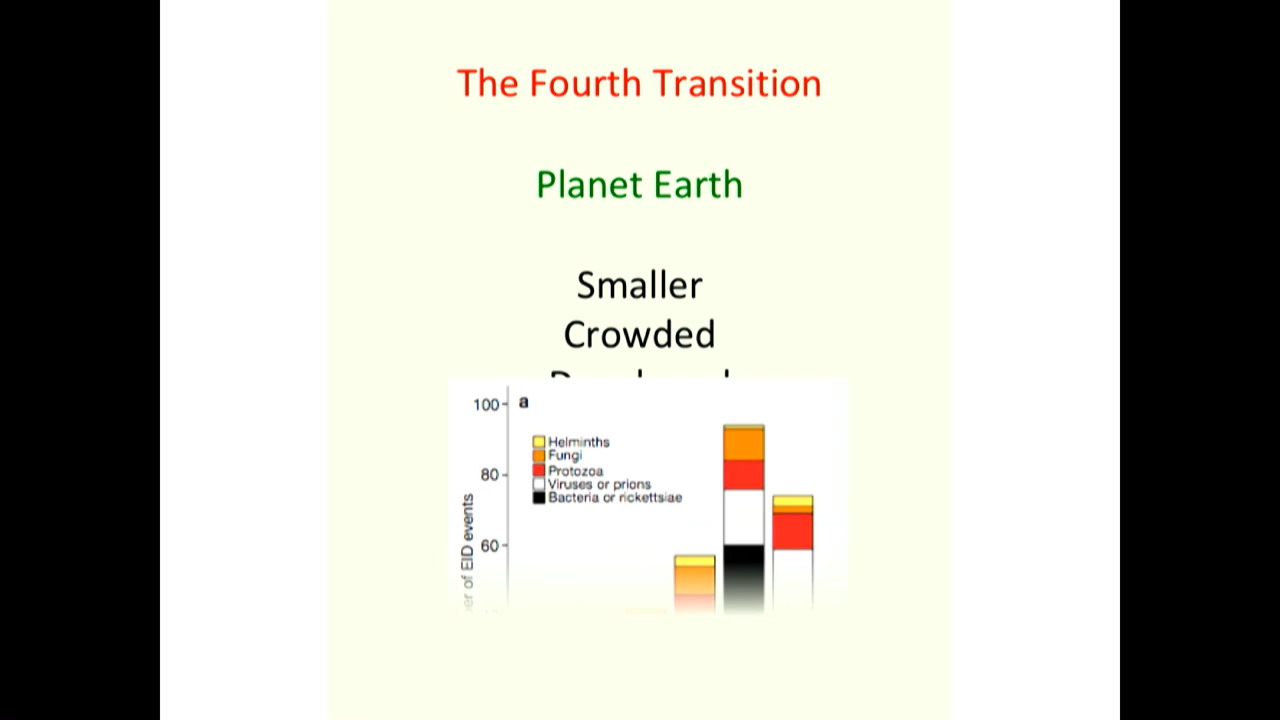 The Fourth Transition
Planet Earth
Smaller
Crowded
100
a
Helminths
Fungi
80
Protozoa
Viruses or prions
Bacteria or rickettsiae
60
of EID events